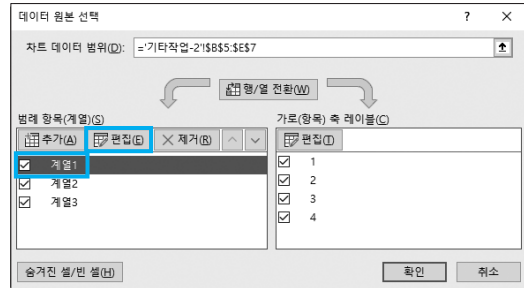 데이터 원본 선택 ? ×
차트 데이터 범위(D): ='기타작업-2'!$B$5:$E$7
행/열 전환(W)
범례 항목(계열)(S)
추가(A) 편집(E) 제거(R)
계열1
계열2
계열3
가로(항목) 축 레이블(C)
편집(T)
1
2
3
4
숨겨진 셀/빈 셀(H) 확인 취소